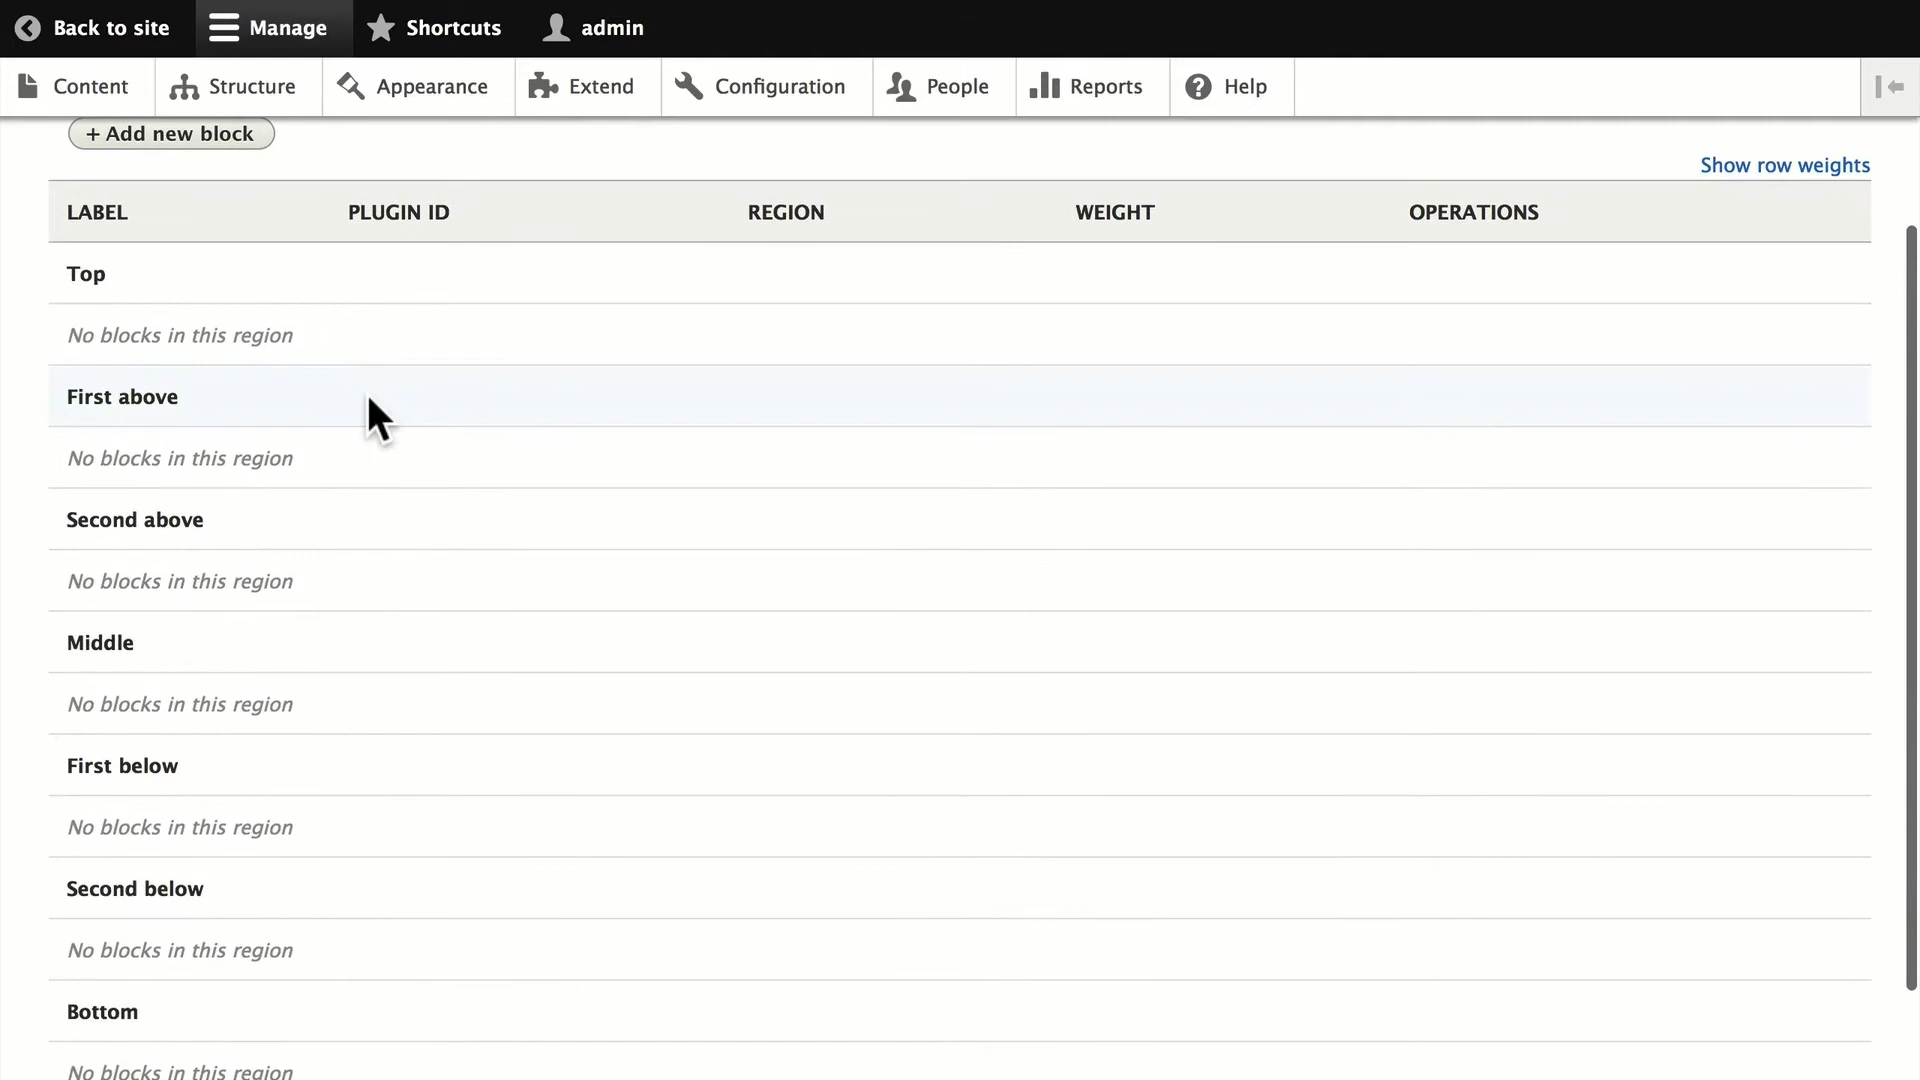 Back to site Manage Shortcuts admin
Content Structure Appearance Extend Configuration People Reports Help
+ Add new block
Show row weights
LABEL PLUGIN ID REGION WEIGHT OPERATIONS
Top
No blocks in this region
First above
No blocks in this region
Second above
No blocks in this region
Middle
No blocks in this region
First below
No blocks in this region
Second below
No blocks in this region
Bottom
No blocks in this region